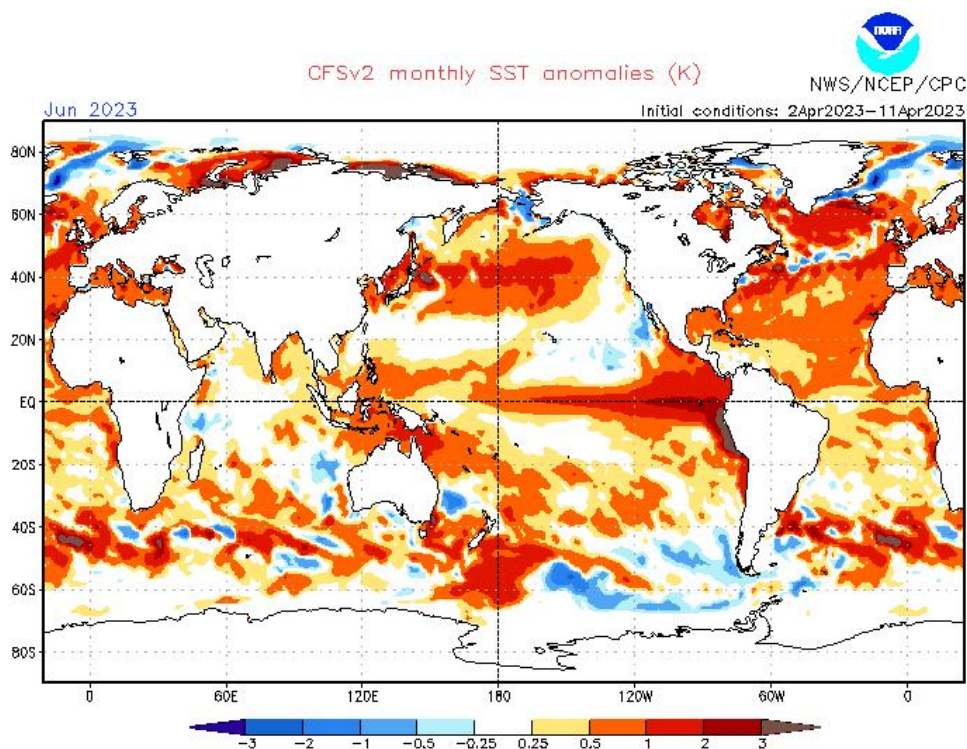 NOAA
CFSv2 monthly SST anomalies (K)
NWS/NCEP/CPC
Jun 2023
Initial conditions: 2Apr2023-11Apr2023
80N
60N
40N
20N
EQ
20S
40S
60S
80S
0 60E 120E 180 120W 60W 0
-3 -2 -1 -0.5 -0.25 0.25 0.5 1 2 3